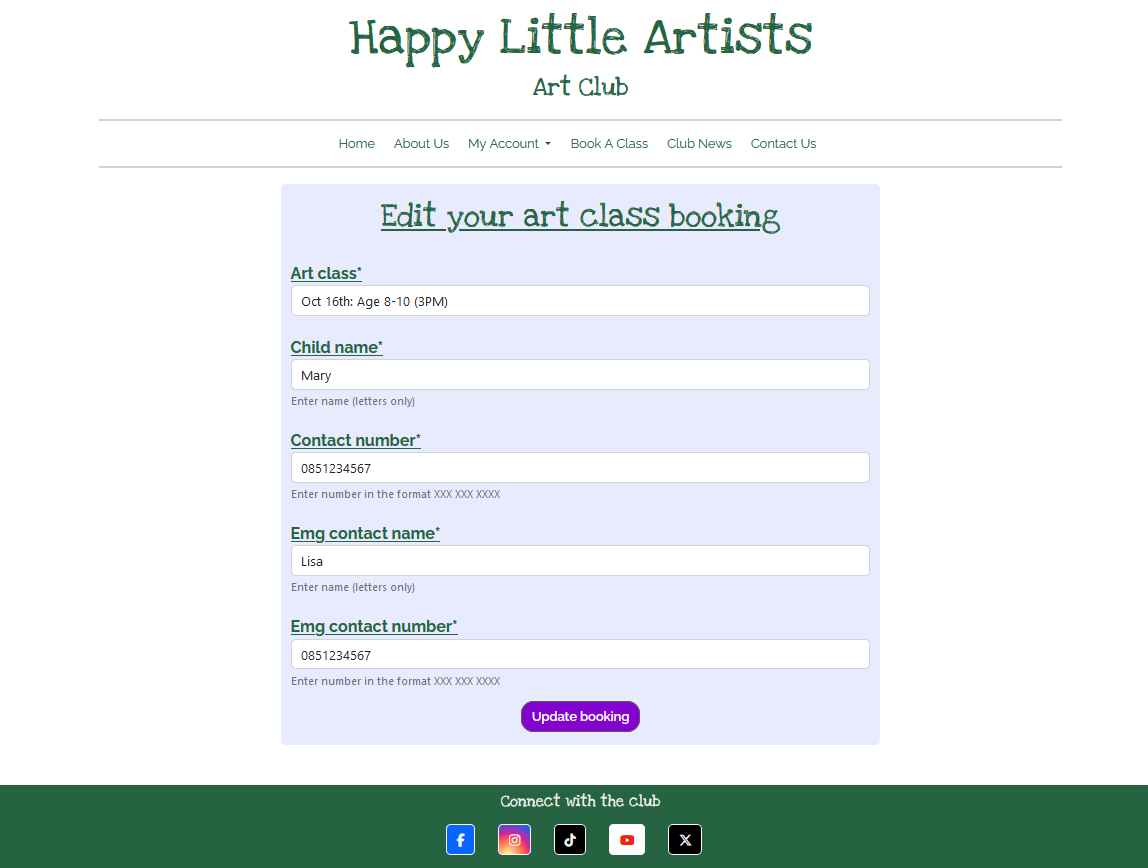 Happy Little Artists
Art Club
Home About Us My Account Book A Class Club News Contact Us
Edit your art class booking
Art class*
Oct 16th: Age 8-10 (3PM)
Child name*
Mary
Enter name (letters only)
Contact number*
0851234567
Enter number in the format XXX XXX XXXX
Emg contact name*
Lisa
Enter name (letters only)
Emg contact number*
0851234567
Enter number in the format XXX XXX XXXX
Update booking
Connect with the club